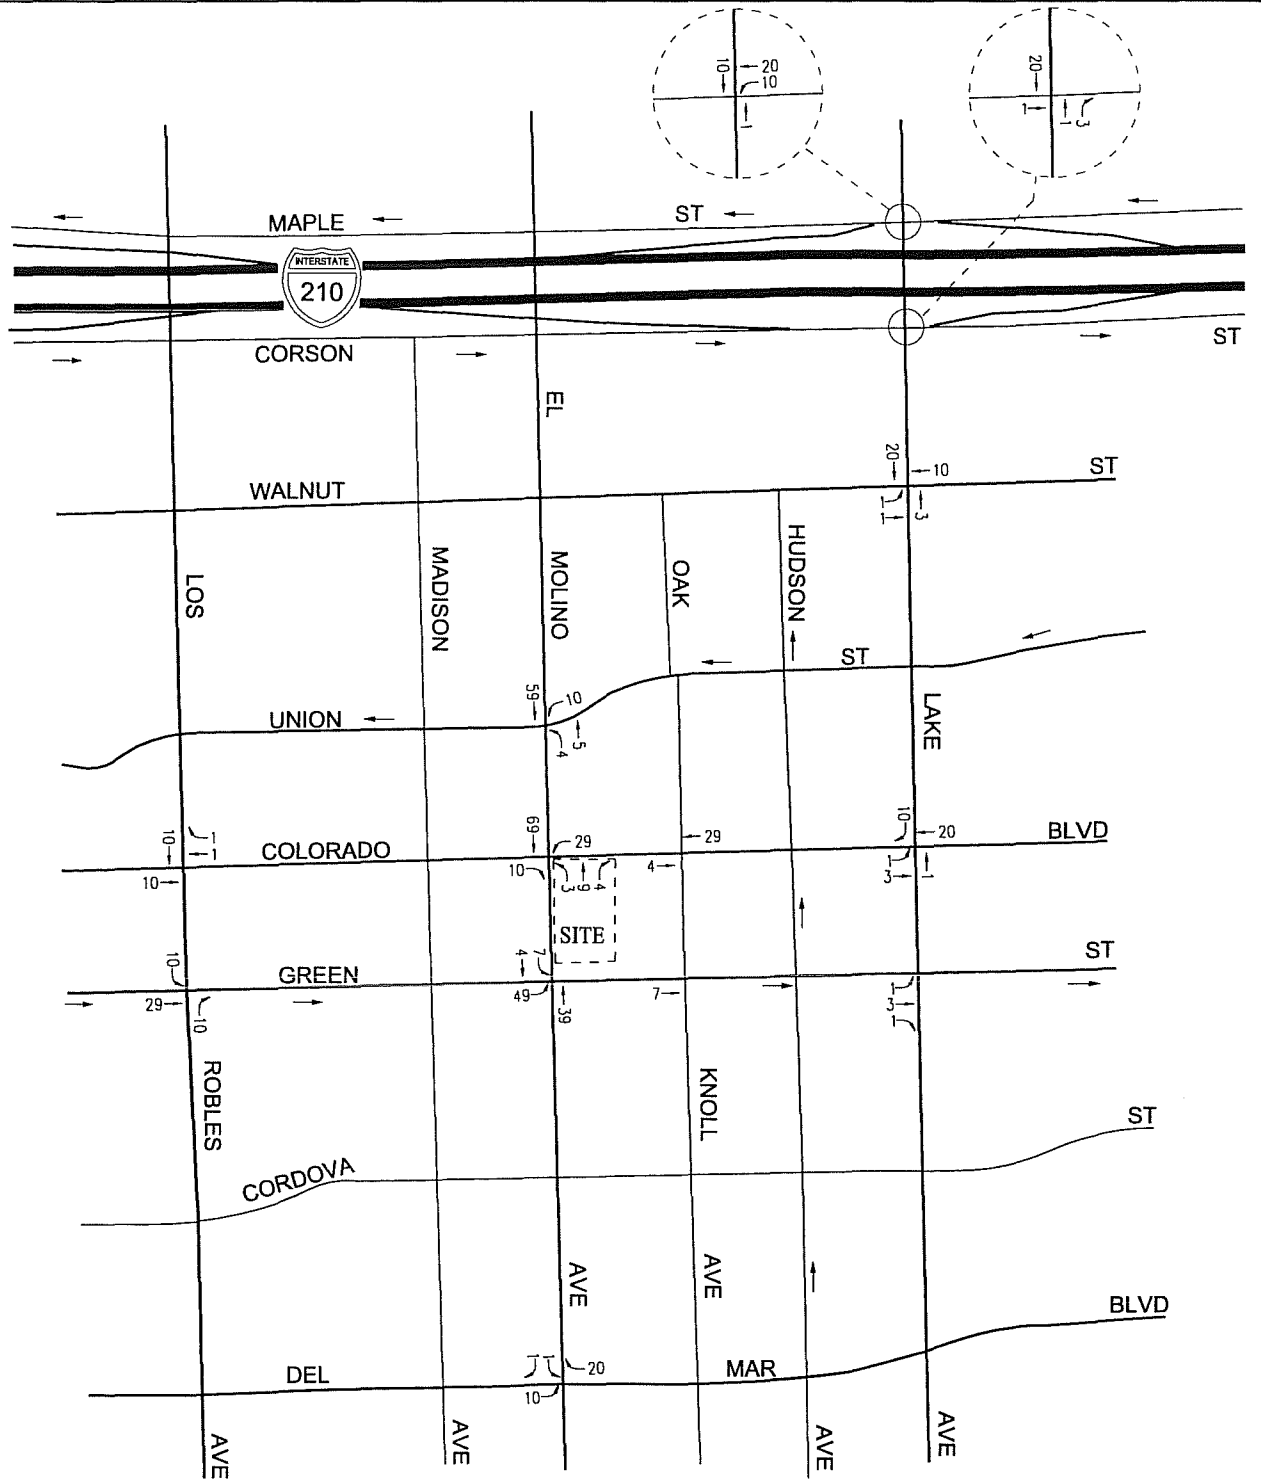 10
20
10
1
20
1
1
3
MAPLE
ST
INTERSTATE
210
CORSON
ST
EL
WALNUT
ST
20
10
1
1
3
LOS
MADISON
MOLINO
OAK
HUDSON
ST
UNION
59
10
5
4
LAKE
COLORADO
BLVD
1
10
1
10
69
29
10
3
9
4
29
4
10
20
1
3
1
SITE
GREEN
ST
10
29
10
7
4
49
39
7
1
3
1
ROBLES
KNOLL
CORDOVA
ST
AVE
AVE
DEL
MAR
BLVD
1
1
20
10
AVE
AVE
AVE
AVE